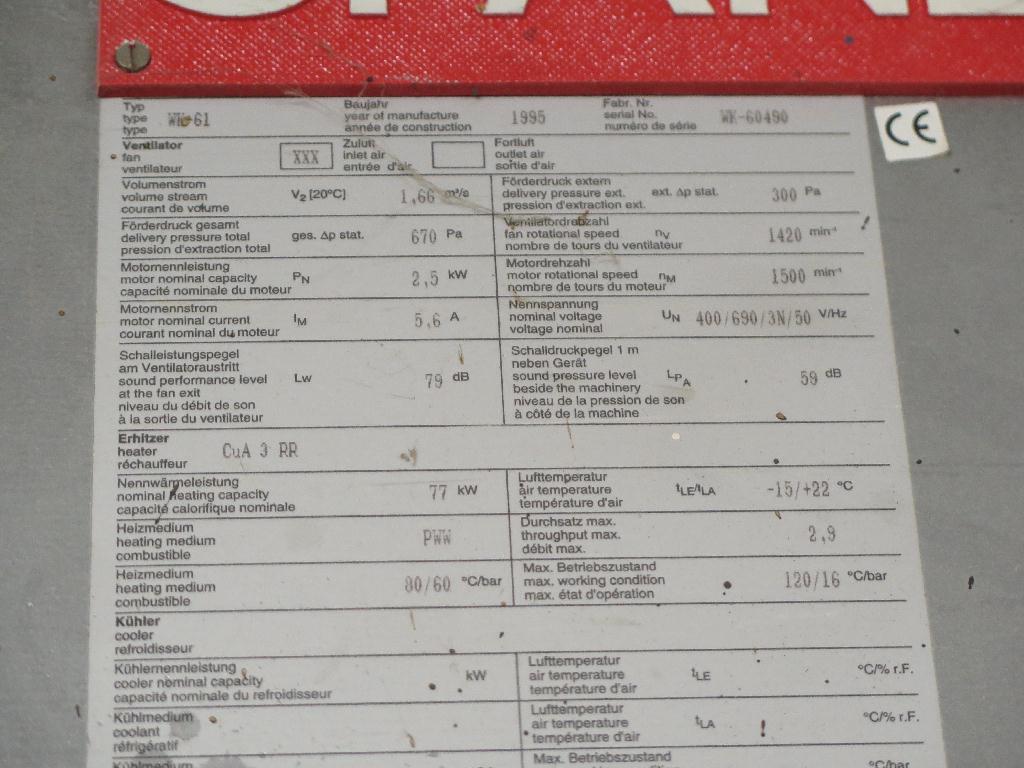 Typ
type
type
WK-61
Baujahr
year of manufacture
année de construction
1995
Fabr. Nr.
serial No.
numéro de série
WK-60490
CE
Ventilator
fan
ventilateur
XXX
Zuluft
inlet air
entrée d'air
Fortluft
outlet air
sortie d'air
Volumenstrom
volume stream
courant de volume
V₂ [20°C]
1,66 m³/s
Förderdruck extern
delivery pressure ext.
pression d'extraction ext.
ext. Δp stat.
300 Pa
Förderdruck gesamt
delivery pressure total
pression d'extraction total
ges. Δp stat.
670 Pa
Ventilatordrehzahl
fan rotational speed
nombre de tours du ventilateur
nV
1420 min⁻¹
Motornennleistung
motor nominal capacity
capacité nominale du moteur
PN
2,5 kW
Motordrehzahl
motor rotational speed
nombre de tours du moteur
nM
1500 min⁻¹
Motornennstrom
motor nominal current
courant nominal du moteur
IM
5,6 A
Nennspannung
nominal voltage
voltage nominal
UN
400/690/3N/50 V/Hz
Schalleistungspegel
am Ventilatoraustritt
sound performance level
at the fan exit
niveau du débit de son
à la sortie du ventilateur
Lw
79 dB
Schalldruckpegel 1 m
neben Gerät
sound pressure level
beside the machinery
niveau de la pression de son
à côté de la machine
LPA
59 dB
Erhitzer
heater
réchauffeur
CuA 3 RR
Nennwärmeleistung
nominal heating capacity
capacité calorifique nominale
77 kW
Lufttemperatur
air temperature
température d'air
tLE/tLA
-15/+22 °C
Heizmedium
heating medium
combustible
PWW
Durchsatz max.
throughput max.
débit max.
2,9
Heizmedium
heating medium
combustible
80/60 °C/bar
Max. Betriebszustand
max. working condition
max. état d'opération
120/16 °C/bar
Kühler
cooler
refroidisseur
Kühlernennleistung
cooler nominal capacity
capacité nominale du refroidisseur
kW
Lufttemperatur
air temperature
température d'air
tLE
°C/% r.F.
Kühlmedium
coolant
réfrigératif
Lufttemperatur
air temperature
température d'air
tLA
°C/% r.F.
Kühlmedium
Max. Betriebszustand
°C/bar